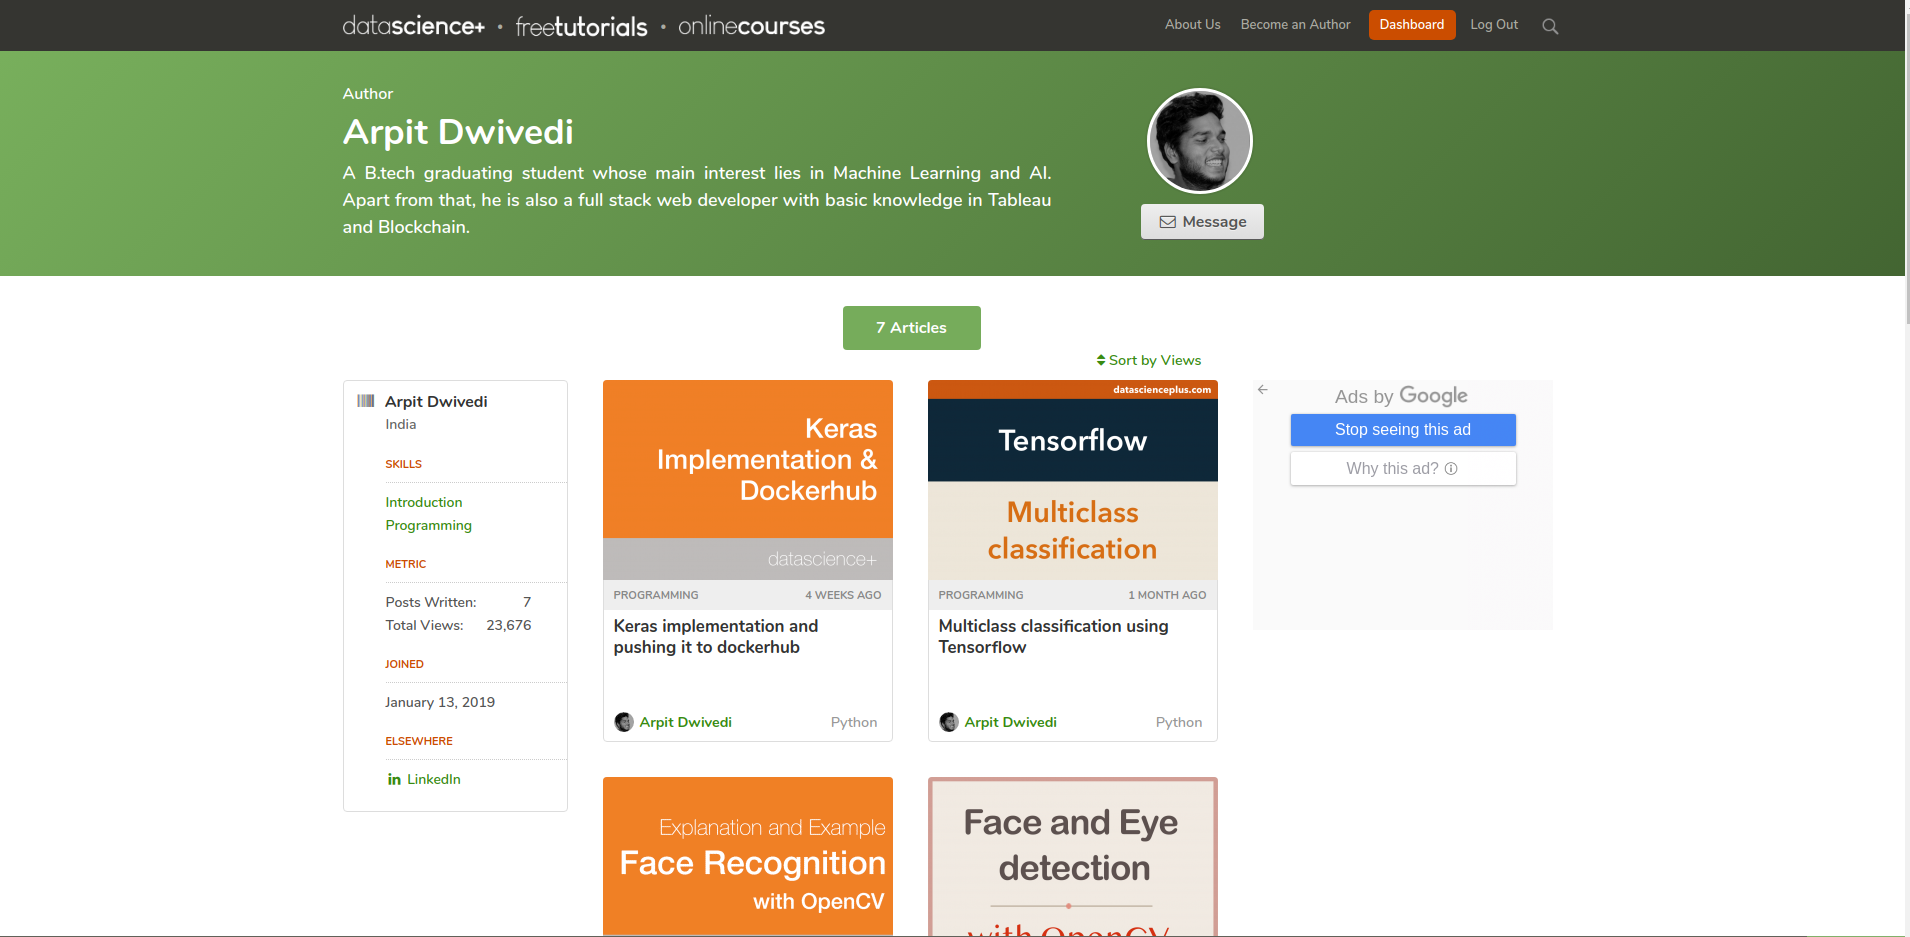 datascience+ • freetutorials • onlinecourses
About Us Become an Author Dashboard Log Out
Author
Arpit Dwivedi
A B.tech graduating student whose main interest lies in Machine Learning and AI.
Apart from that, he is also a full stack web developer with basic knowledge in Tableau
and Blockchain.
Message
7 Articles
Sort by Views
Arpit Dwivedi
India
SKILLS
Introduction
Programming
METRIC
Posts Written: 7
Total Views: 23,676
JOINED
January 13, 2019
ELSEWHERE
in LinkedIn
Keras
Implementation &
Dockerhub
datascience+
PROGRAMMING 4 WEEKS AGO
Keras implementation and
pushing it to dockerhub
Arpit Dwivedi Python
datascienceplus.com
Tensorflow
Multiclass
classification
PROGRAMMING 1 MONTH AGO
Multiclass classification using
Tensorflow
Arpit Dwivedi Python
Ads by Google
Stop seeing this ad
Why this ad?
Explanation and Example
Face Recognition
with OpenCV
Face and Eye
detection
with OpenCV